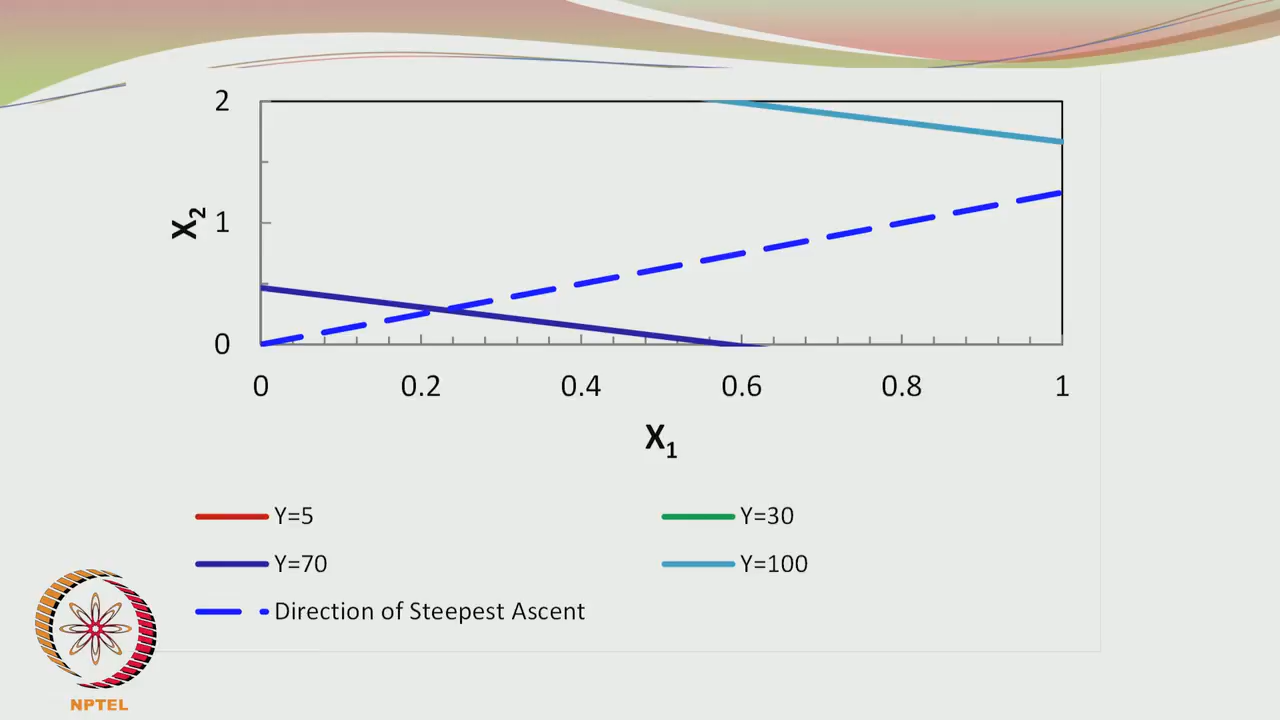 2
1
0
X₂
0 0.2 0.4 0.6 0.8 1
X₁
Y=5 Y=30
Y=70 Y=100
Direction of Steepest Ascent
NPTEL